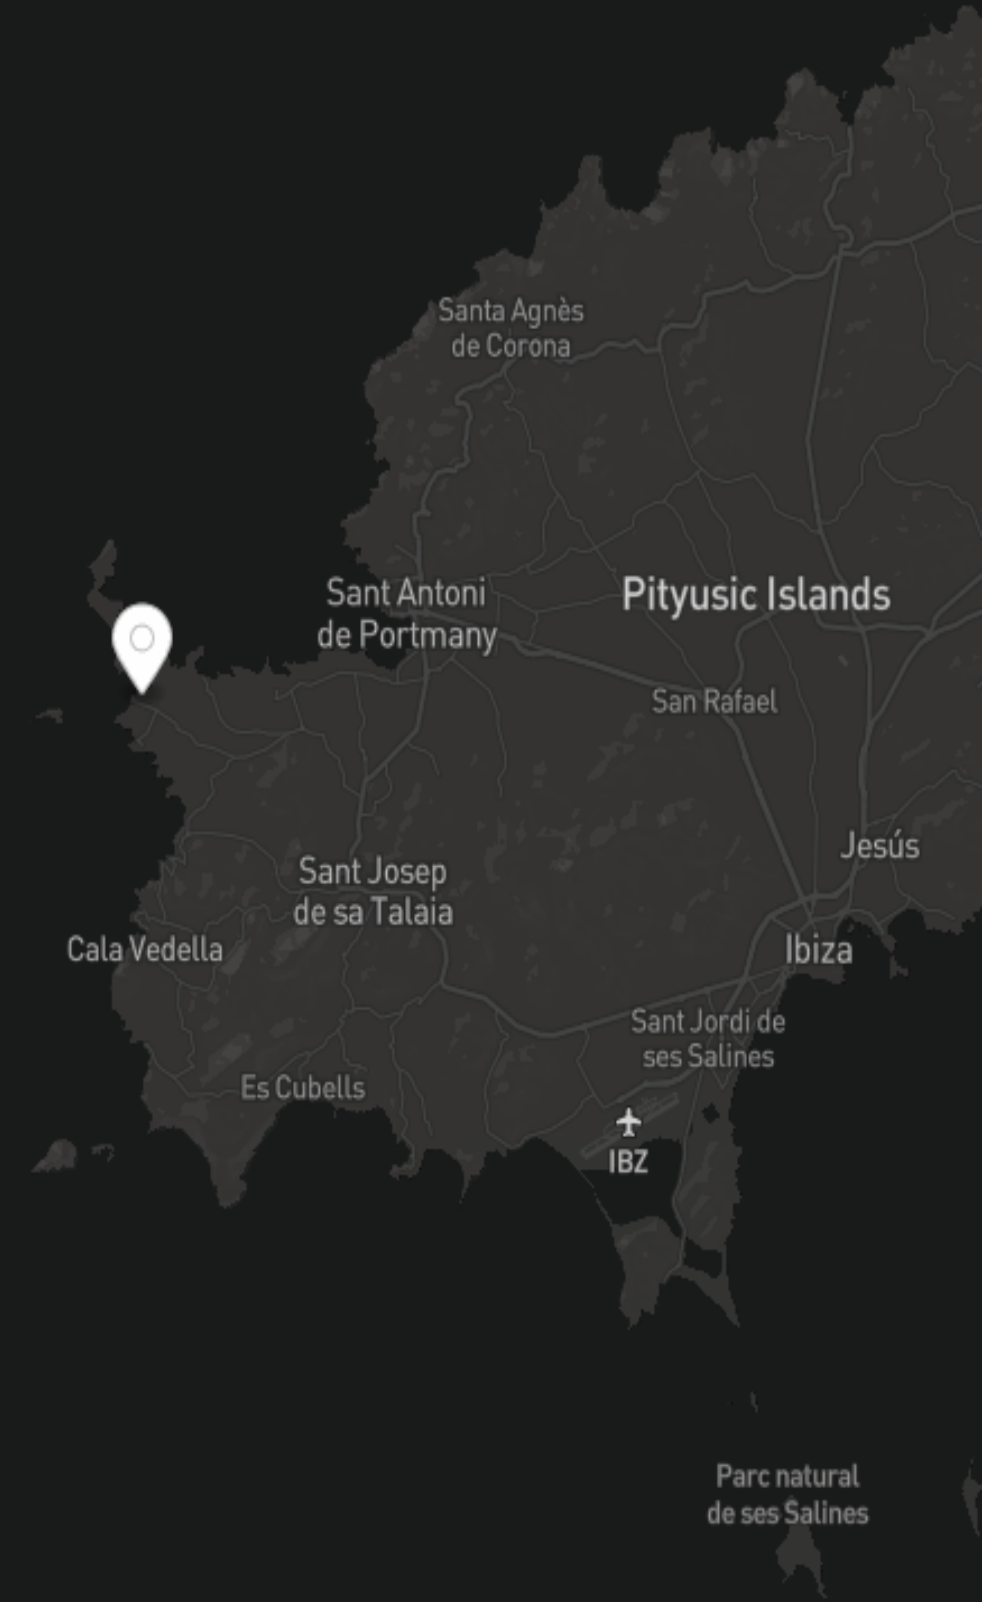 Santa Agnès
de Corona
Sant Antoni
de Portmany
Pityusic Islands
San Rafael
Jesús
Sant Josep
de sa Talaia
Cala Vedella
Ibiza
Sant Jordi de
ses Salines
Es Cubells
IBZ
Parc natural
de ses Salines